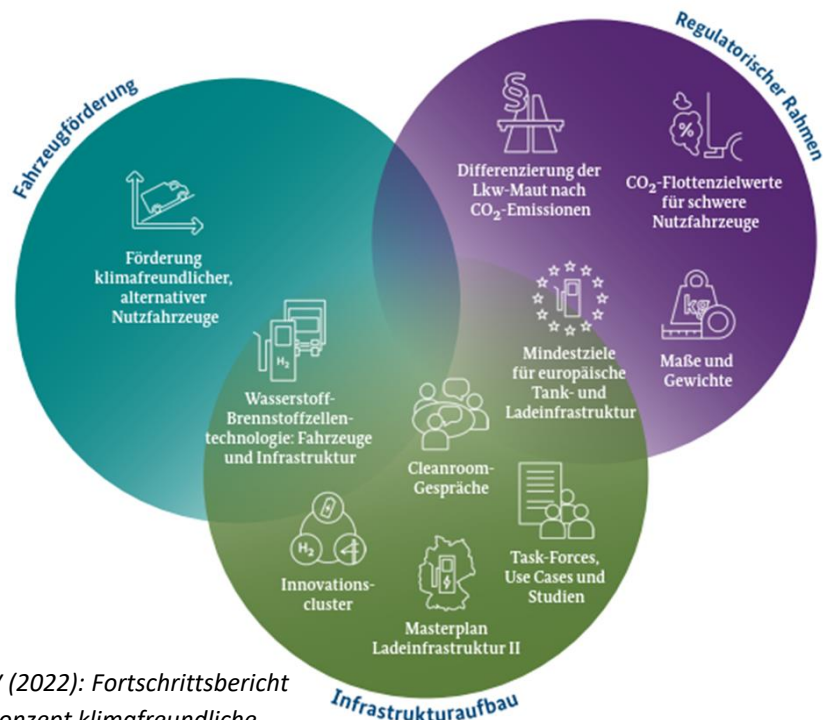 Fahrzeugförderung
Regulatorischer Rahmen
§
Differenzierung der
Lkw-Maut nach
CO₂-Emissionen
%
CO₂-Flottenzielwerte
für schwere
Nutzfahrzeuge
Förderung
klimafreundlicher,
alternativer
Nutzfahrzeuge
kg
Maße und
Gewichte
Mindestziele
für europäische
Tank- und
Ladeinfrastruktur
H₂
Wasserstoff-
Brennstoffzellen-
technologie: Fahrzeuge
und Infrastruktur
Cleanroom-
Gespräche
H₂
Innovations-
cluster
Task-Forces,
Use Cases und
Studien
Masterplan
Ladeinfrastruktur II
Infrastrukturaufbau
(2022): Fortschrittsbericht
klimafreundliche